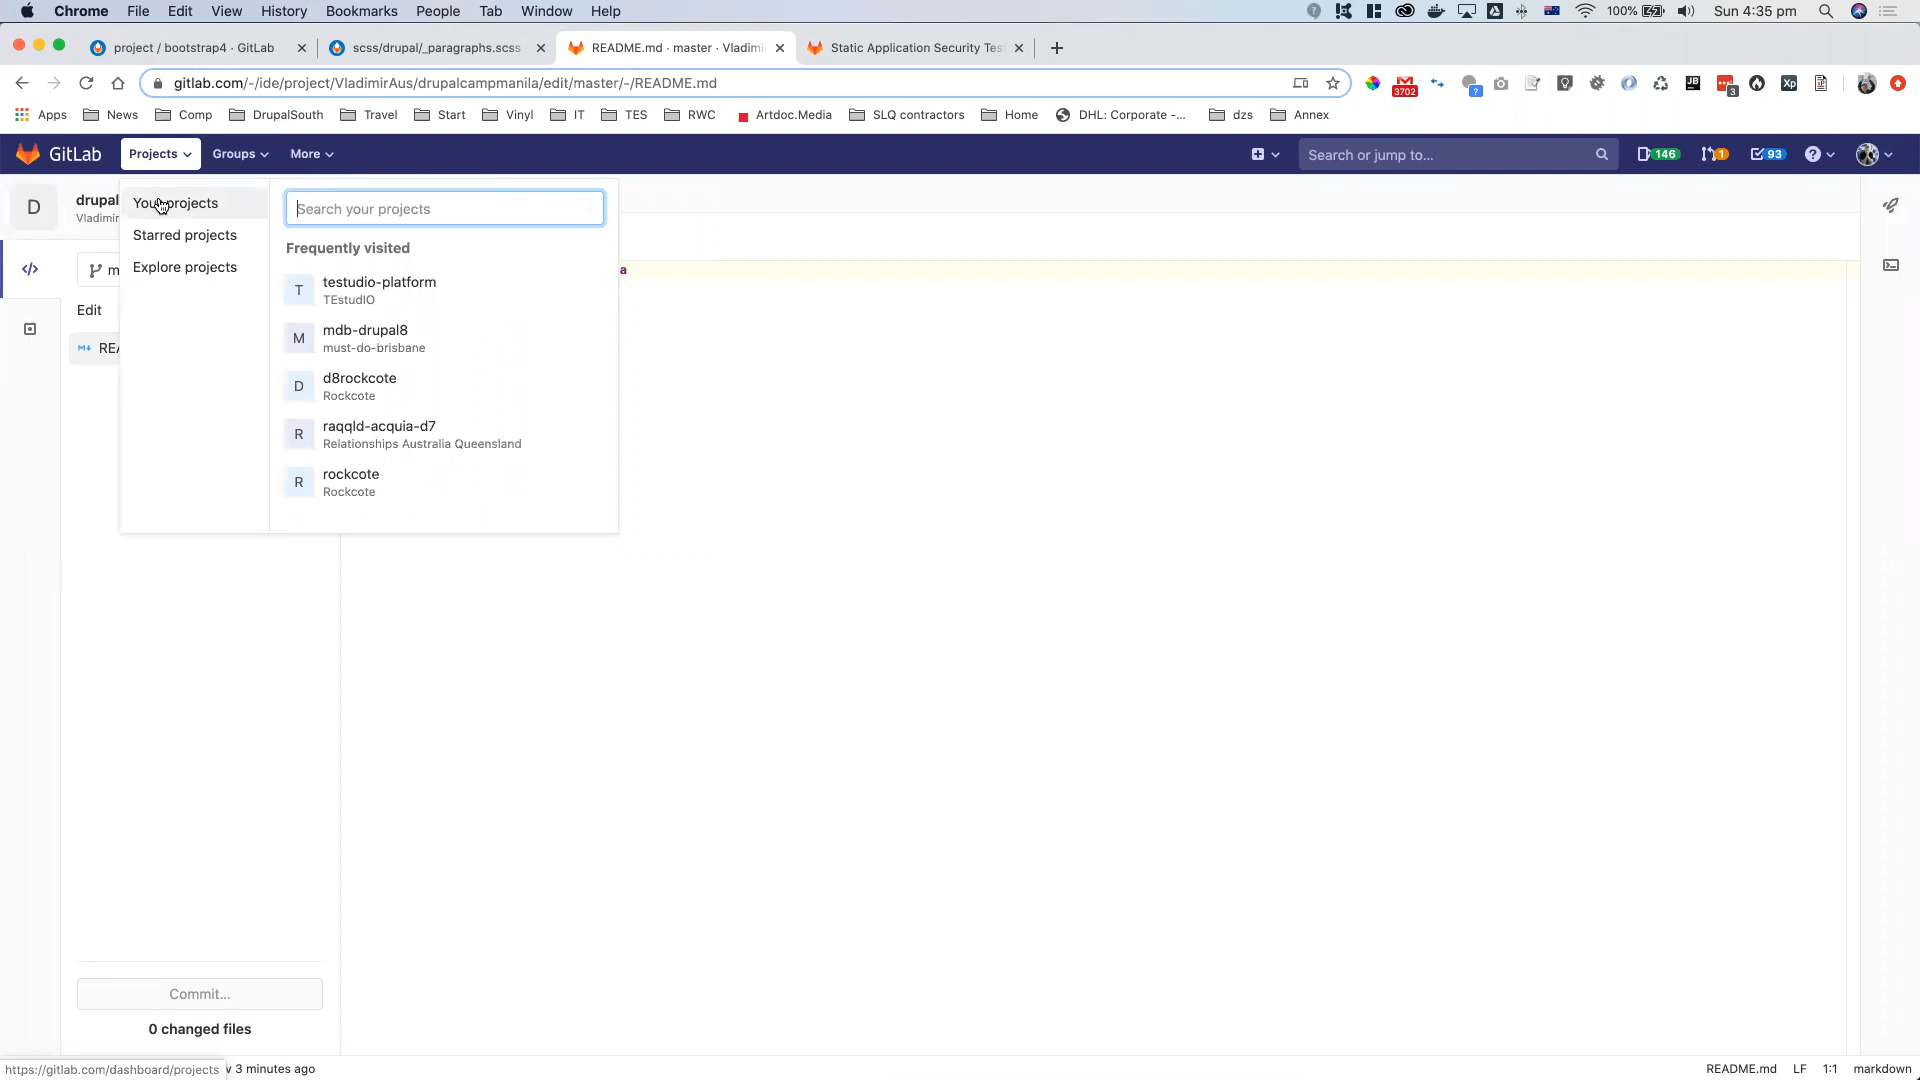 Chrome File Edit View History Bookmarks People Tab Window Help 100% Sun 4:35 pm
project / bootstrap4 · GitLab scss/drupal/_paragraphs.scss README.md · master · Vladimi Static Application Security Tes
gitlab.com/-/ide/project/VladimirAus/drupalcampmanila/edit/master/-/README.md 3702 ? JB 3 Xp
Apps News Comp DrupalSouth Travel Start Vinyl IT TES RWC Artdoc.Media SLQ contractors Home DHL: Corporate -... dzs Annex
GitLab Projects Groups More Search or jump to... 146 1 93
D drupal
Vladimir
Your projects
Starred projects
Explore projects
Search your projects
Frequently visited
T testudio-platform
TEstudIO
M mdb-drupal8
must-do-brisbane
D d8rockcote
Rockcote
R raqqld-acquia-d7
Relationships Australia Queensland
R rockcote
Rockcote
m
a
Edit
M↓ REA
Commit...
0 changed files
https://gitlab.com/dashboard/projects v 3 minutes ago
README.md LF 1:1 markdown